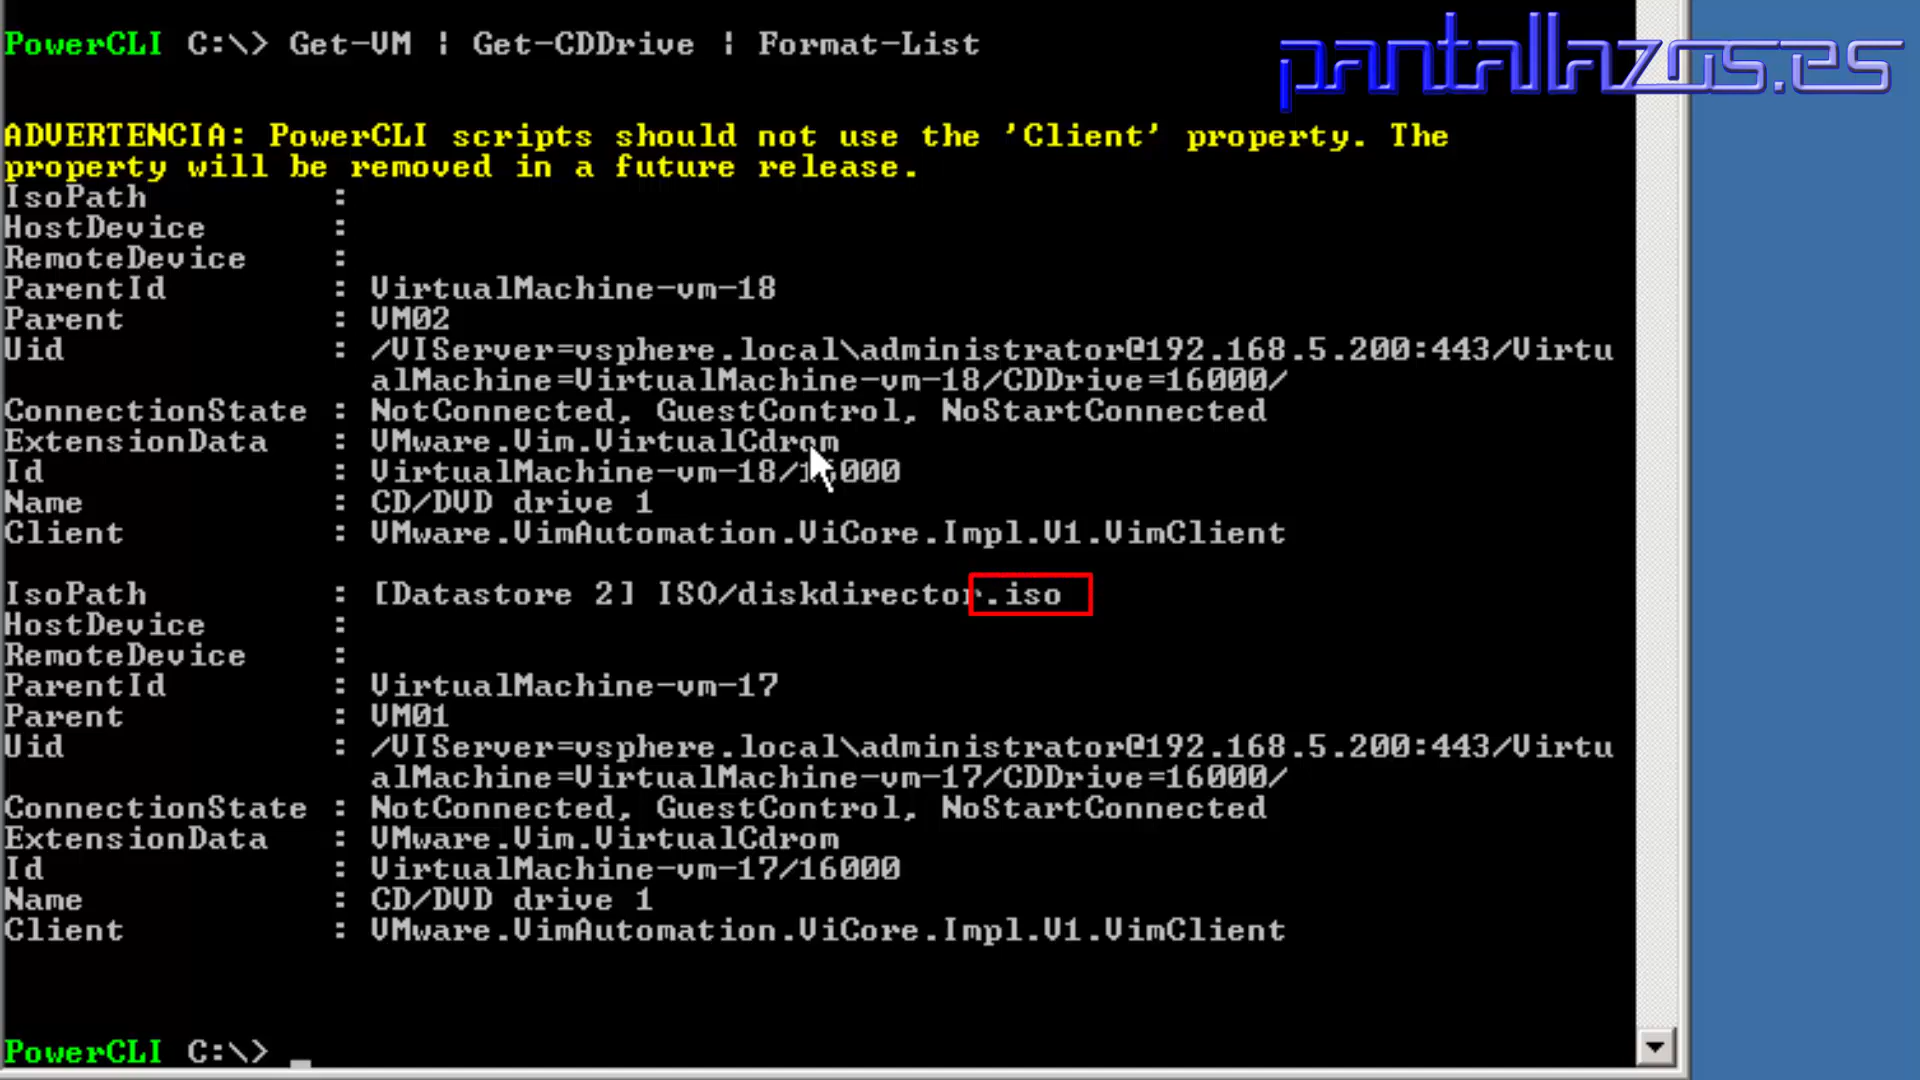 PowerCLI C:\> Get-VM | Get-CDDrive | Format-List
pantallazos.es
ADVERTENCIA: PowerCLI scripts should not use the 'Client' property. The
property will be removed in a future release.
IsoPath :
HostDevice :
RemoteDevice :
ParentId : VirtualMachine-vm-18
Parent : VM02
Uid : /VIServer=vsphere.local\administrator@192.168.5.200:443/Virtu
alMachine=VirtualMachine-vm-18/CDDrive=16000/
ConnectionState : NotConnected, GuestControl, NoStartConnected
ExtensionData : VMware.Vim.VirtualCdrom
Id : VirtualMachine-vm-18/16000
Name : CD/DVD drive 1
Client : VMware.VimAutomation.ViCore.Impl.V1.VimClient
IsoPath : [Datastore 2] ISO/diskdirector.iso
HostDevice :
RemoteDevice :
ParentId : VirtualMachine-vm-17
Parent : VM01
Uid : /VIServer=vsphere.local\administrator@192.168.5.200:443/Virtu
alMachine=VirtualMachine-vm-17/CDDrive=16000/
ConnectionState : NotConnected, GuestControl, NoStartConnected
ExtensionData : VMware.Vim.VirtualCdrom
Id : VirtualMachine-vm-17/16000
Name : CD/DVD drive 1
Client : VMware.VimAutomation.ViCore.Impl.V1.VimClient
PowerCLI C:\> _